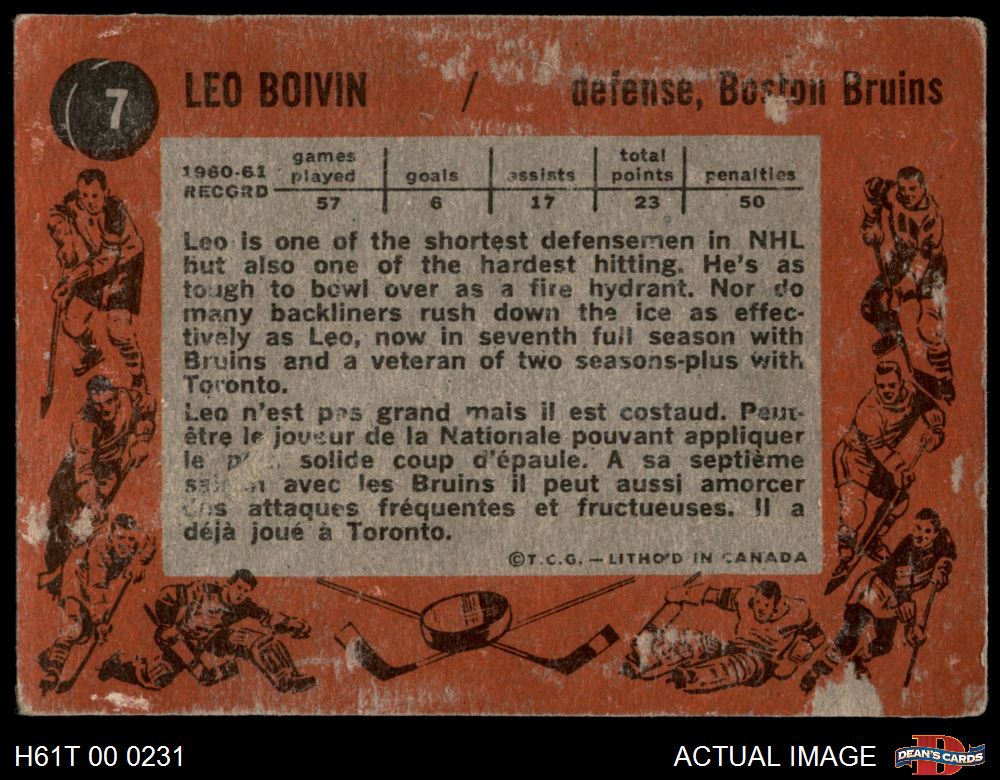 7
LEO BOIVIN / defense, Boston Bruins
1960-61 RECORD
games played goals assists total points penalties
57 6 17 23 50
Leo is one of the shortest defensemen in NHL
but also one of the hardest hitting. He's as
tough to bowl over as a fire hydrant. Nor do
many backliners rush down the ice as effec-
tively as Leo, now in seventh full season with
Bruins and a veteran of two seasons-plus with
Toronto.
Leo n'est pas grand mais il est costaud. Peut-
être le joueur de la Nationale pouvant appliquer
le solide coup d'épaule. A sa septième
avec les Bruins il peut aussi amorcer
des attaques fréquentes et fructueuses. Il a
déjà joué à Toronto.
©T.C.G. — LITHO'D IN CANADA
H61T 00 0231
ACTUAL IMAGE
D
DEAN'S CARDS